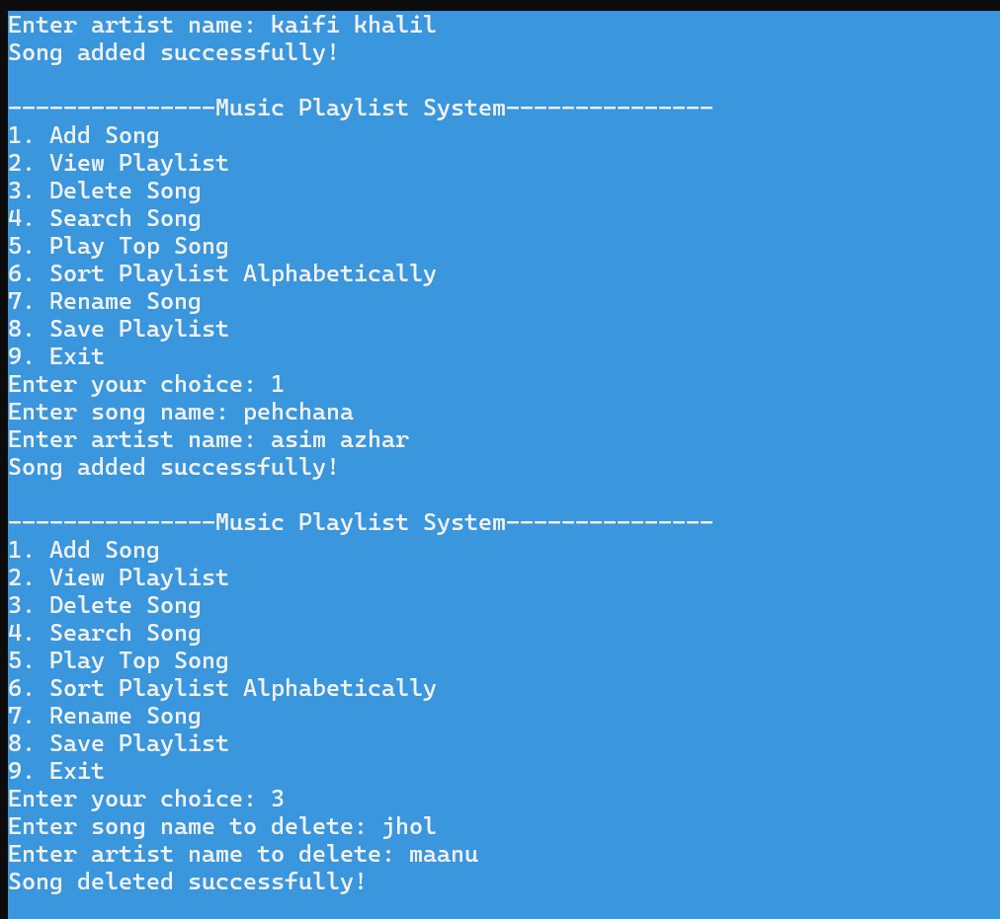 Enter artist name: kaifi khalil
Song added successfully!
---------------Music Playlist System---------------
1. Add Song
2. View Playlist
3. Delete Song
4. Search Song
5. Play Top Song
6. Sort Playlist Alphabetically
7. Rename Song
8. Save Playlist
9. Exit
Enter your choice: 1
Enter song name: pehchana
Enter artist name: asim azhar
Song added successfully!
---------------Music Playlist System---------------
1. Add Song
2. View Playlist
3. Delete Song
4. Search Song
5. Play Top Song
6. Sort Playlist Alphabetically
7. Rename Song
8. Save Playlist
9. Exit
Enter your choice: 3
Enter song name to delete: jhol
Enter artist name to delete: maanu
Song deleted successfully!